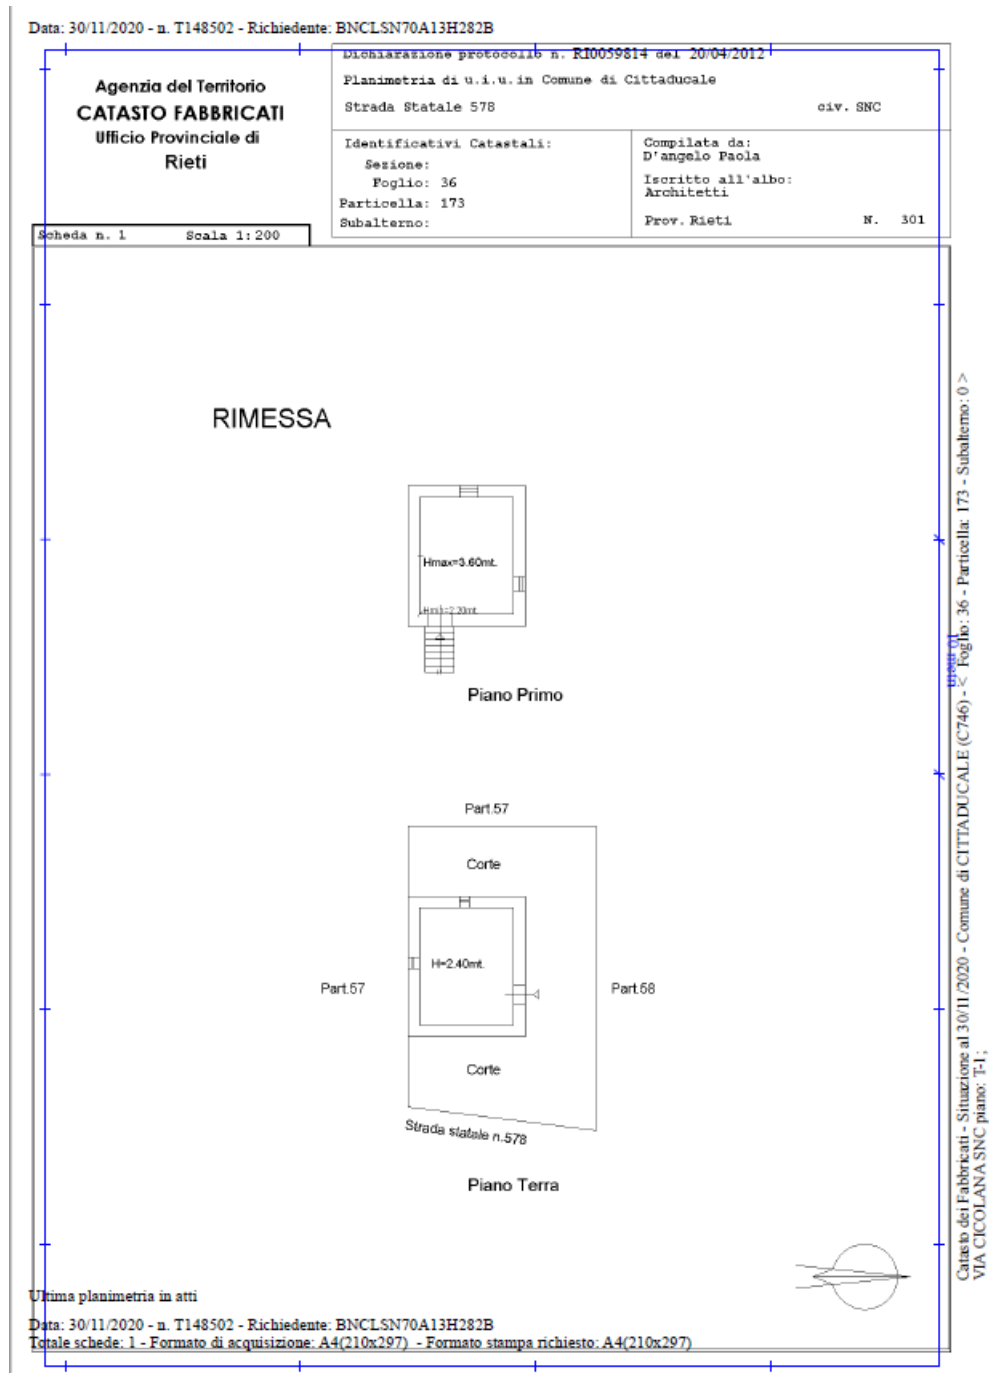 Data: 30/11/2020 - n. T148502 - Richiedente: BNCLSN70A13H282B
Agenzia del Territorio
CATASTO FABBRICATI
Ufficio Provinciale di
Rieti
Dichiarazione protocollo n. RI0059814 del 20/04/2012
Planimetria di u.i.u. in Comune di Cittaducale
Strada Statale 578 civ. SNC
Identificativi Catastali:
Sezione:
Foglio: 36
Particella: 173
Subalterno:
Compilata da:
D'angelo Paola
Iscritto all'albo:
Architetti
Prov. Rieti N. 301
Scheda n. 1 Scala 1:200
RIMESSA
Hmax=3.60mt.
Hmin=2.20mt.
Piano Primo
Part.57
Corte
H=2.40mt.
Part.57
Part.58
Corte
Strada statale n.578
Piano Terra
10 metri
Catasto dei Fabbricati - Situazione al 30/11/2020 - Comune di CITTADUCALE (C746) - < Foglio: 36 - Particella: 173 - Subalterno: 0 >
VIA CICOLANA SNC piano: T-1;
Ultima planimetria in atti
Data: 30/11/2020 - n. T148502 - Richiedente: BNCLSN70A13H282B
Totale schede: 1 - Formato di acquisizione: A4(210x297) - Formato stampa richiesto: A4(210x297)